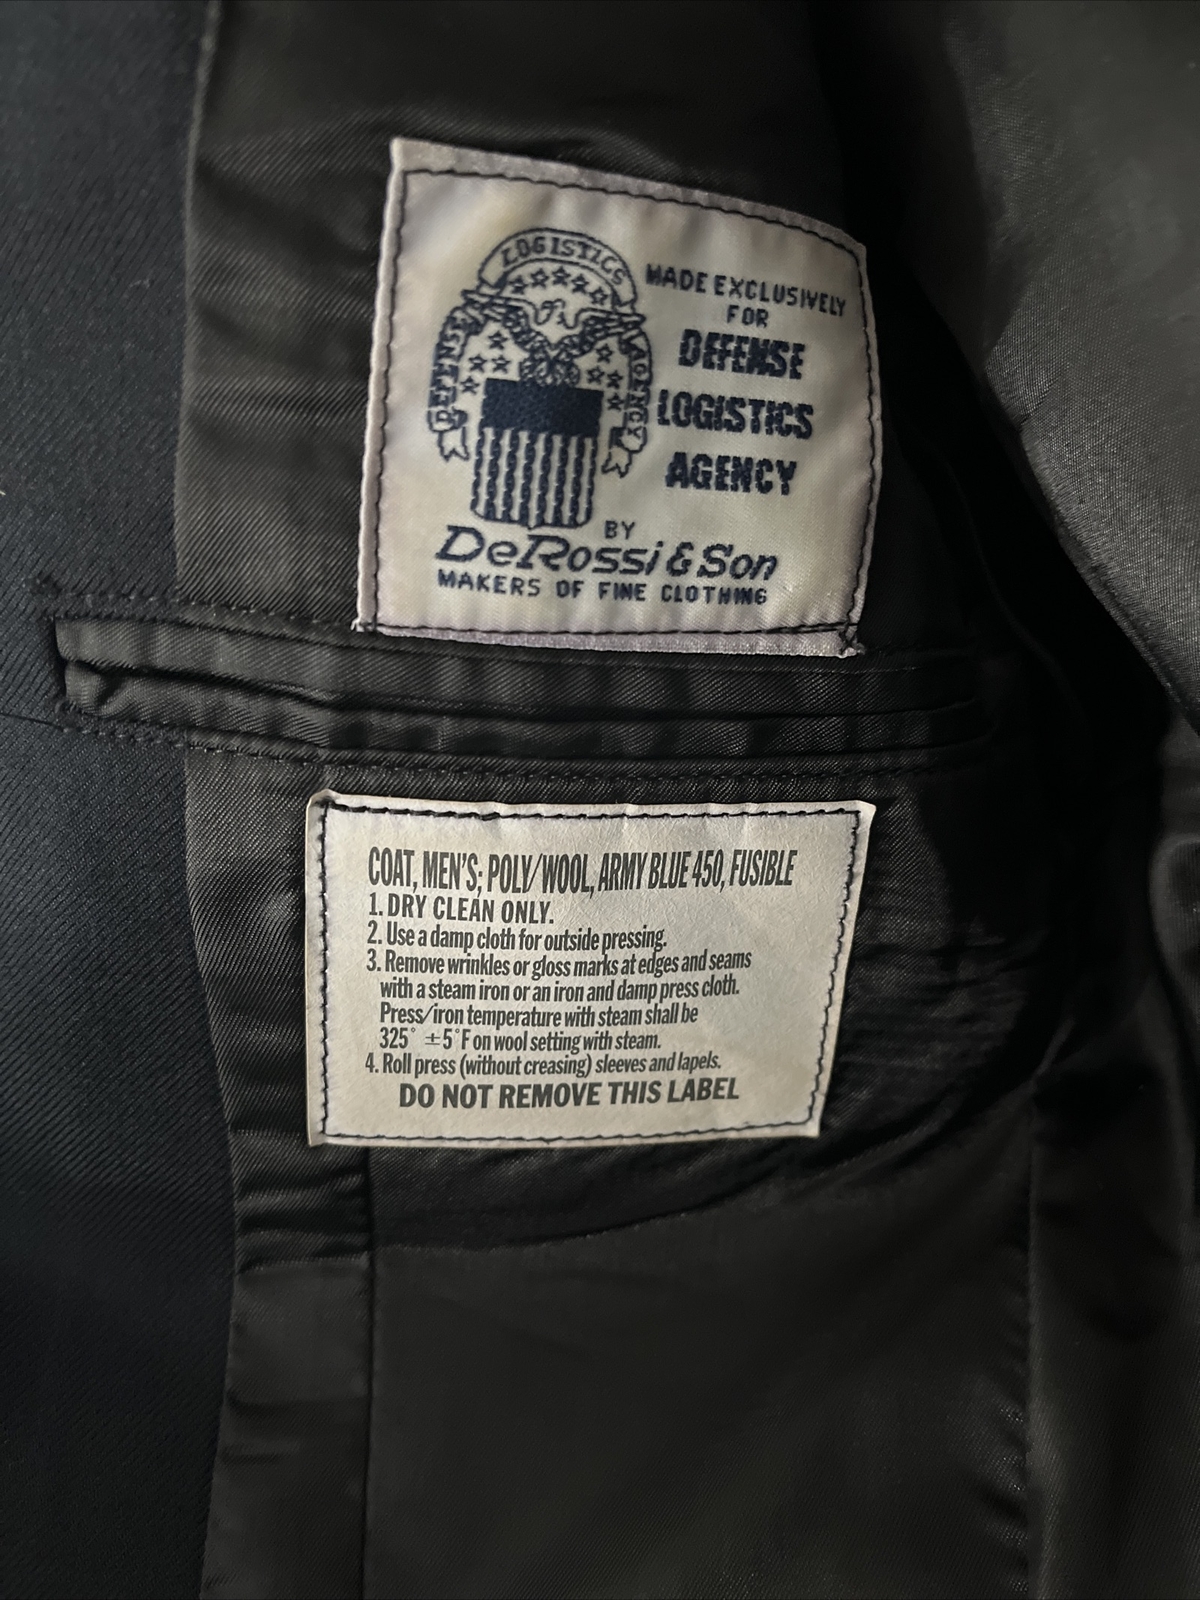 LOGISTICS
DEFENSE
AGENCY
MADE EXCLUSIVELY
FOR
DEFENSE
LOGISTICS
AGENCY
BY
DeRossi & Son
MAKERS OF FINE CLOTHING
COAT, MEN'S; POLY/WOOL, ARMY BLUE 450, FUSIBLE
1. DRY CLEAN ONLY.
2. Use a damp cloth for outside pressing.
3. Remove wrinkles or gloss marks at edges and seams
with a steam iron or an iron and damp press cloth.
Press/iron temperature with steam shall be
325° ±5°F on wool setting with steam.
4. Roll press (without creasing) sleeves and lapels.
DO NOT REMOVE THIS LABEL